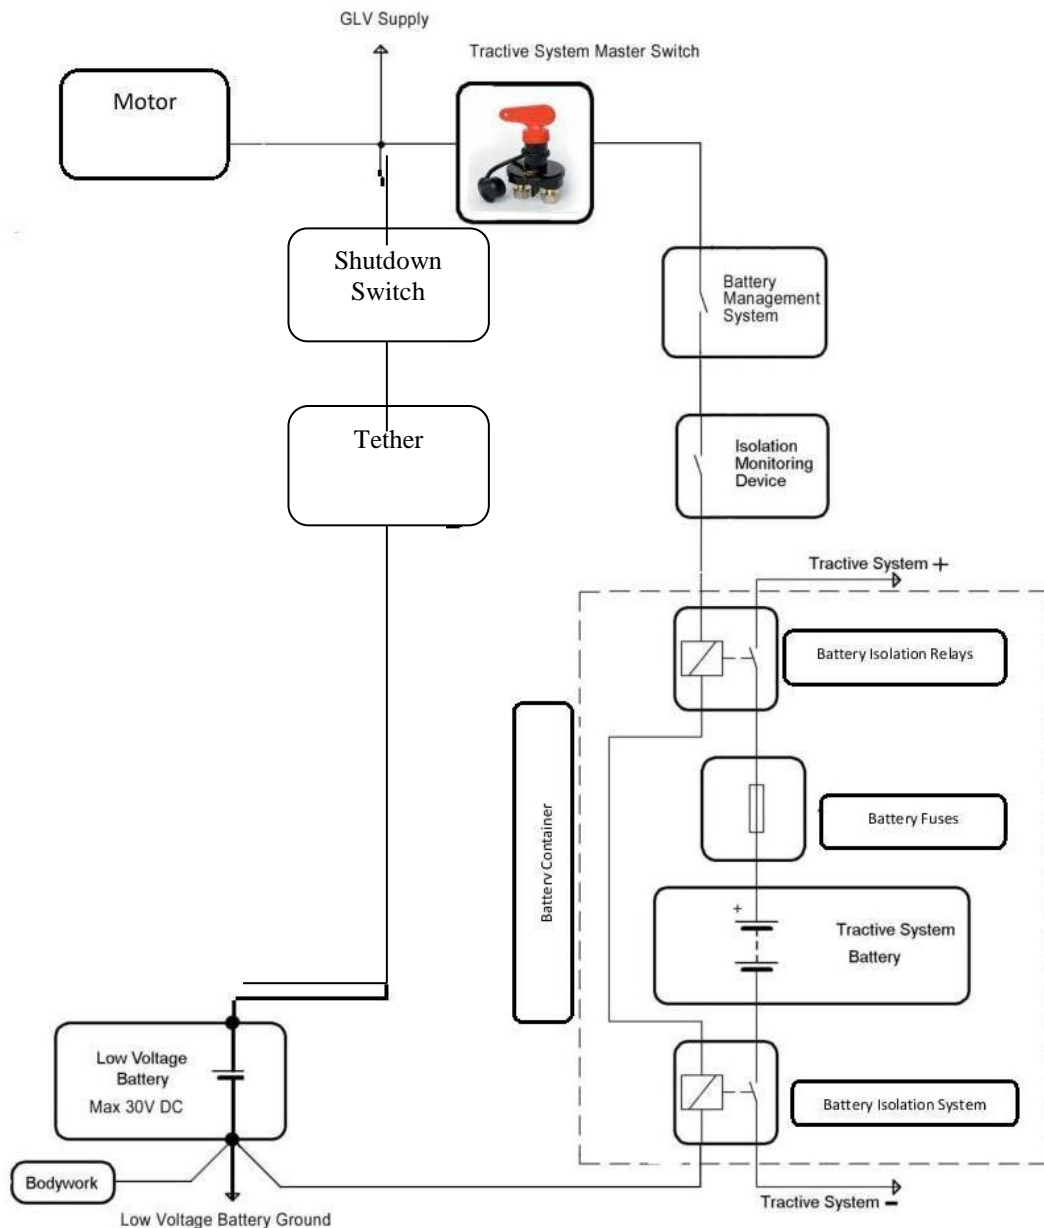 GLV Supply
Tractive System Master Switch
Motor
Shutdown
Switch
Battery
Management
System
Tether
Isolation
Monitoring
Device
Tractive System +
Battery Isolation Relays
Battery Container
Battery Fuses
+
Tractive System
Battery
Low Voltage
Battery
Max 30V DC
Battery Isolation System
Bodywork
Tractive System -
Low Voltage Battery Ground